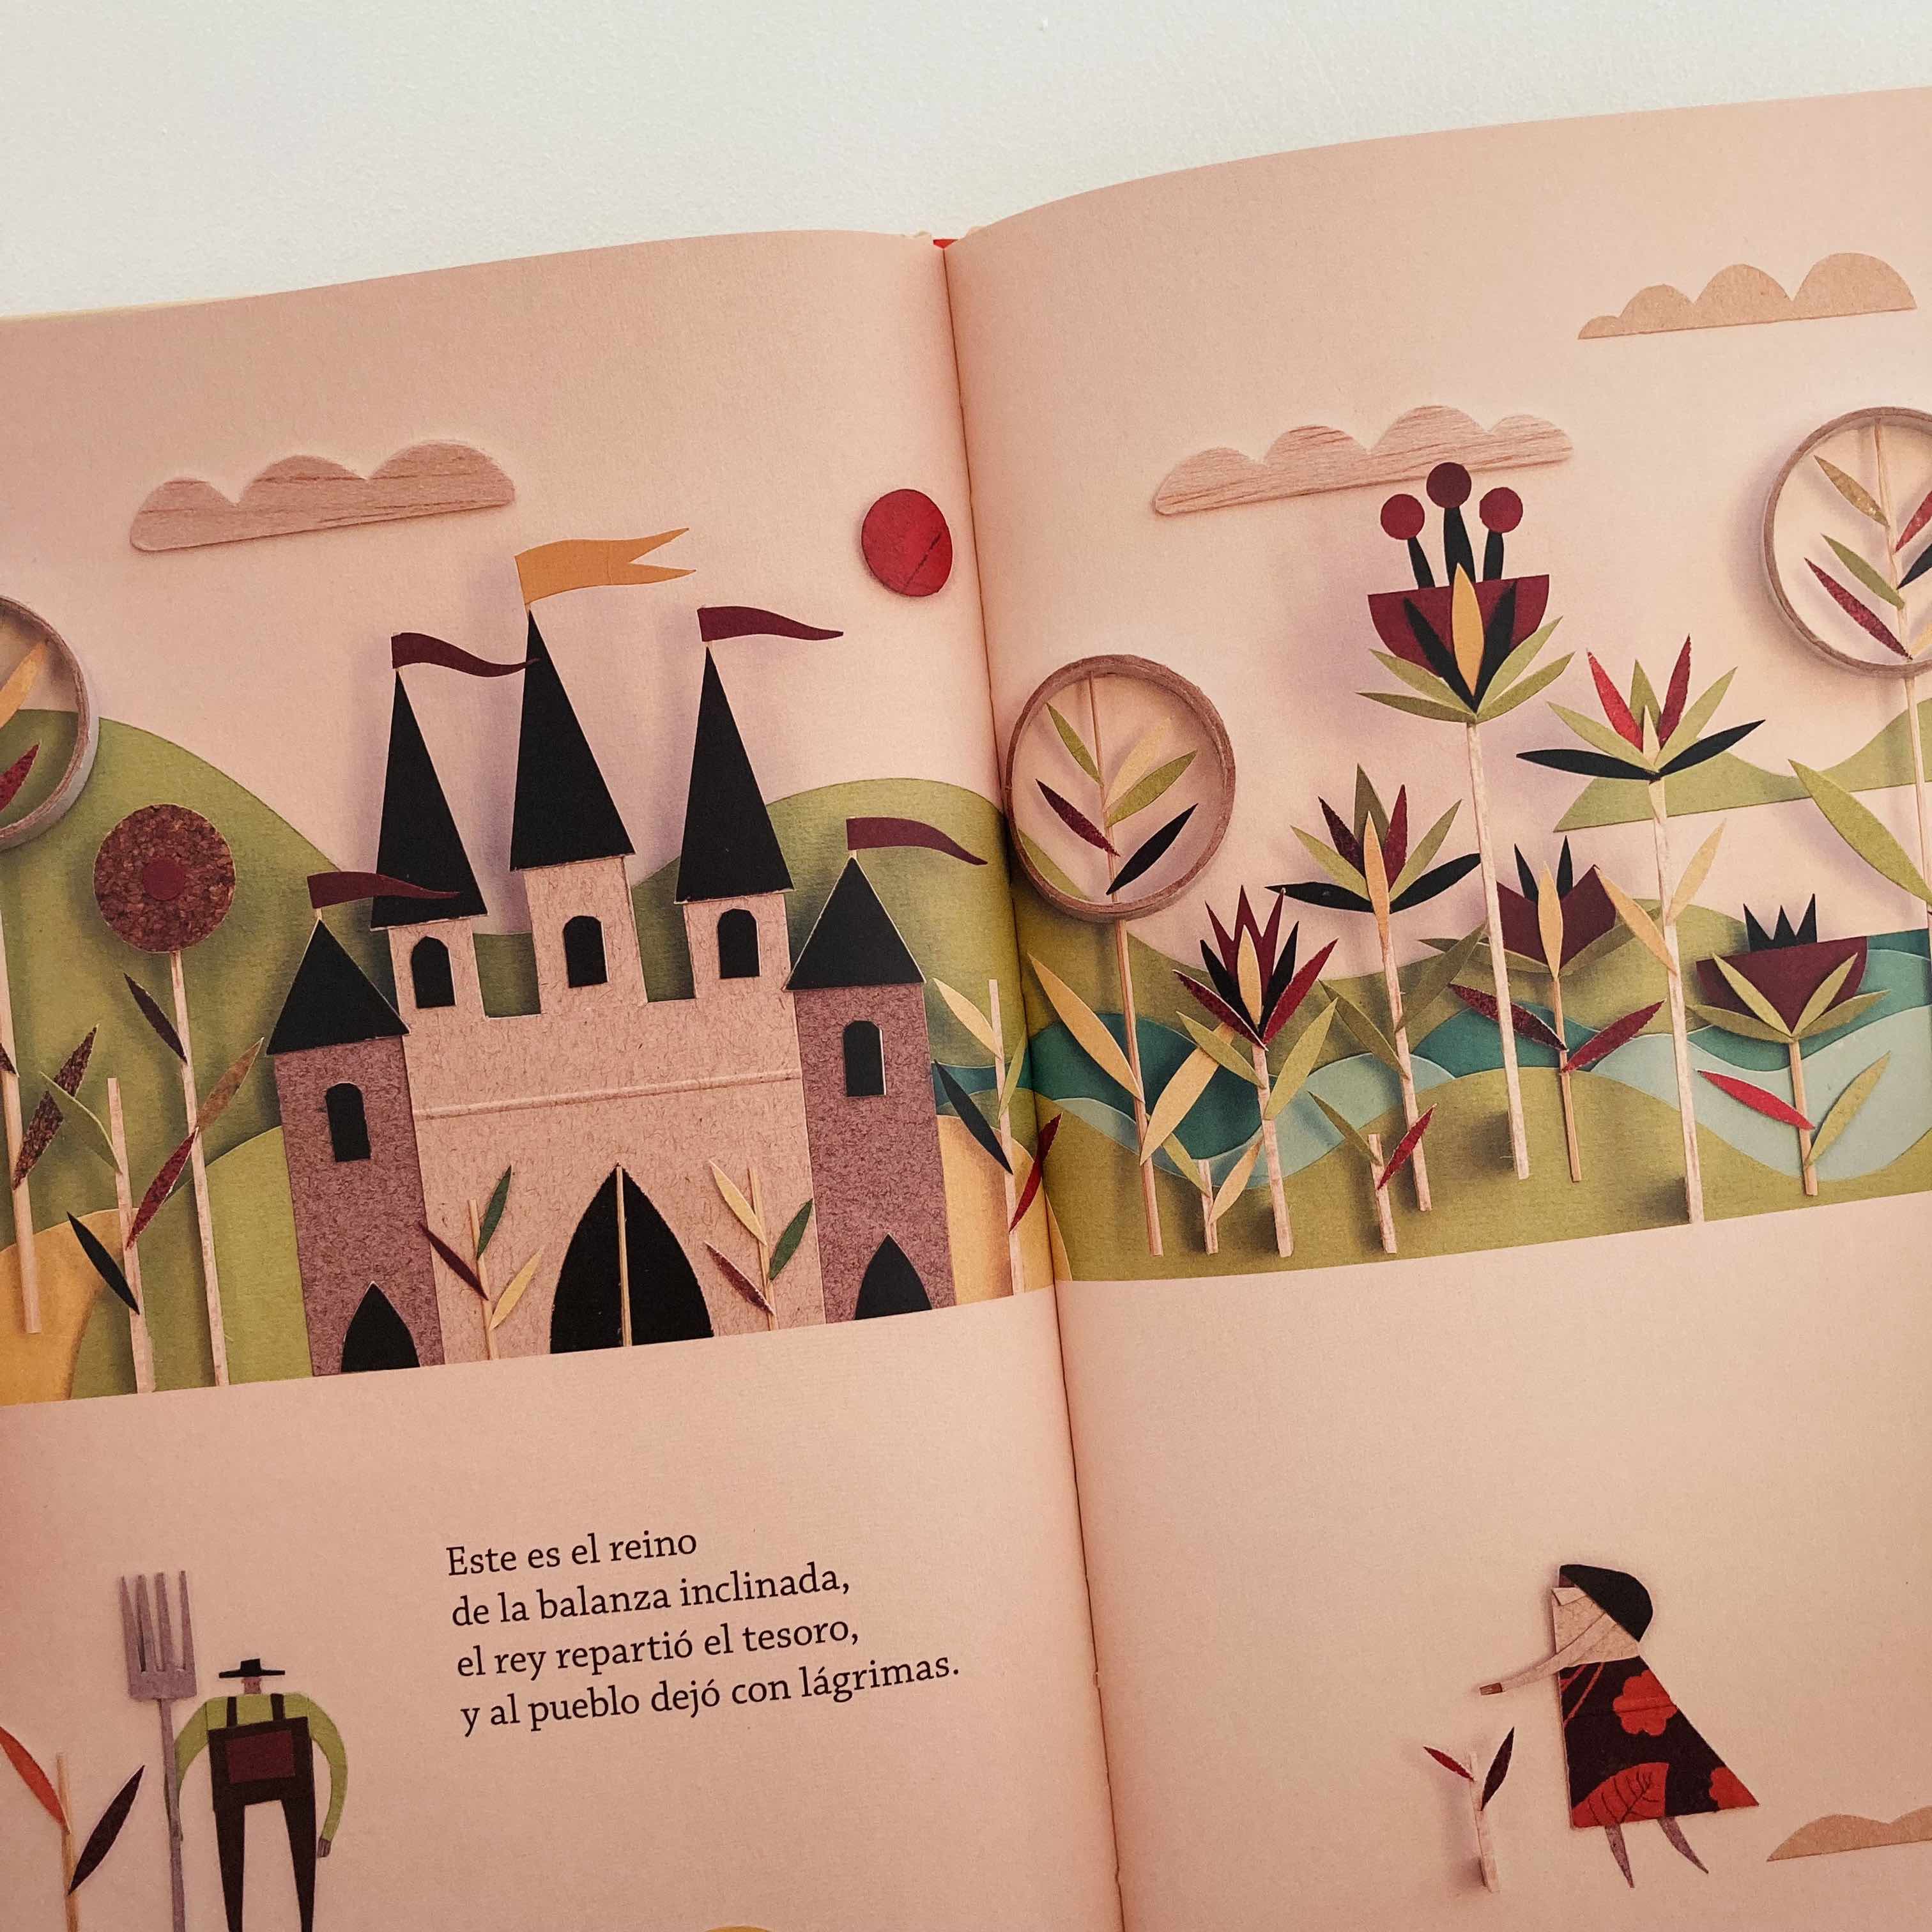 Este es el reino
de la balanza inclinada,
el rey repartió el tesoro,
y al pueblo dejó con lágrimas.